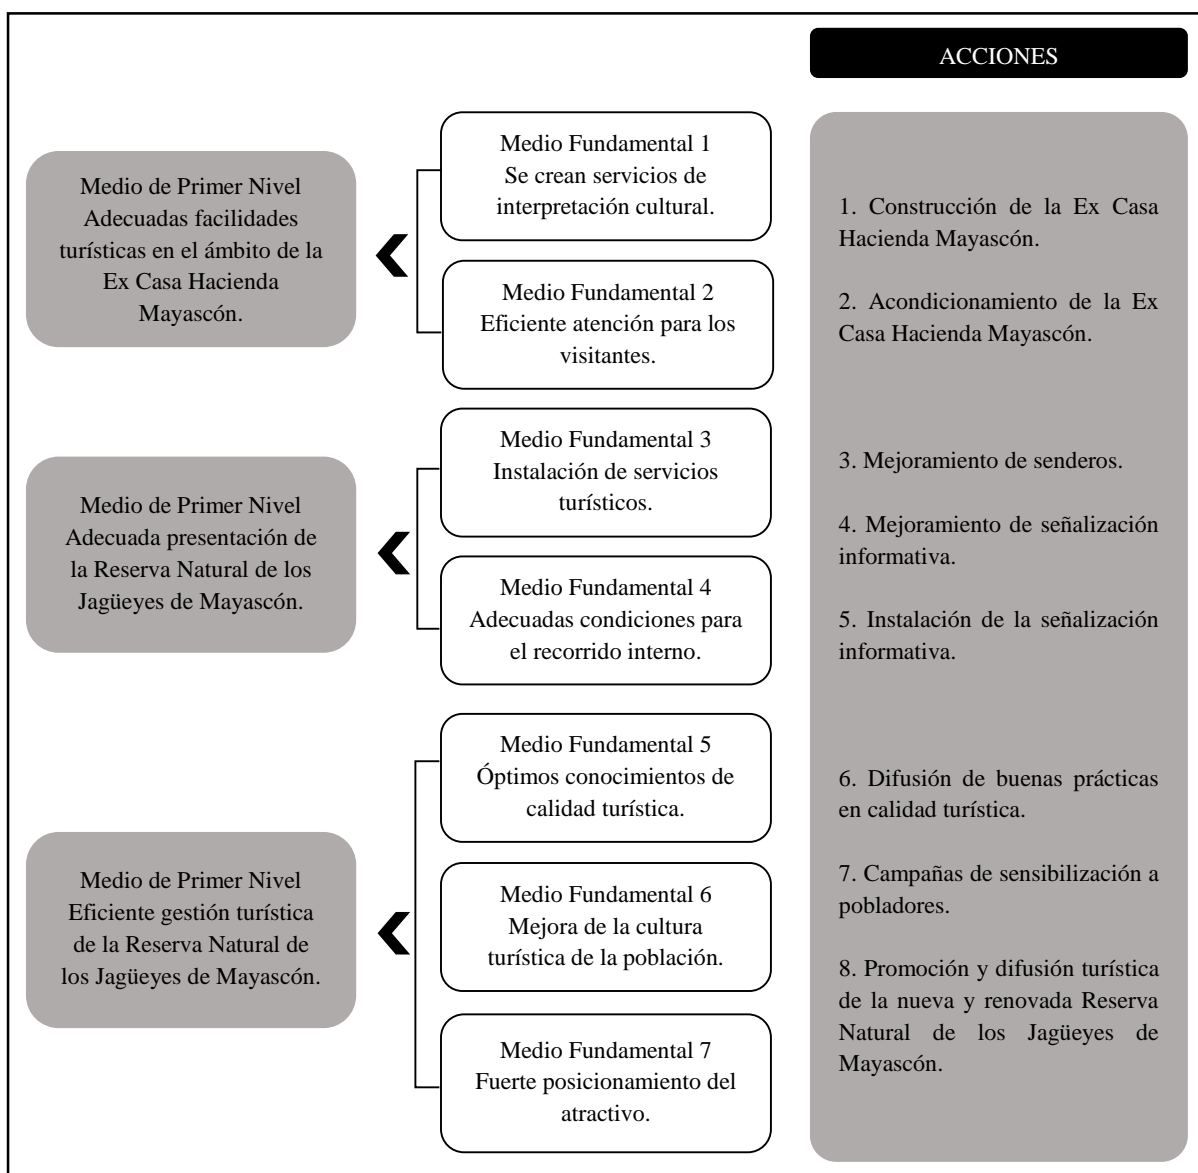 ACCIONES
Medio de Primer Nivel
Adecuadas facilidades
turísticas en el ámbito de la
Ex Casa Hacienda
Mayascón.
Medio Fundamental 1
Se crean servicios de
interpretación cultural.
Medio Fundamental 2
Eficiente atención para los
visitantes.
1. Construcción de la Ex Casa
Hacienda Mayascón.
2. Acondicionamiento de la Ex
Casa Hacienda Mayascón.
Medio de Primer Nivel
Adecuada presentación de
la Reserva Natural de los
Jagüeyes de Mayascón.
Medio Fundamental 3
Instalación de servicios
turísticos.
Medio Fundamental 4
Adecuadas condiciones para
el recorrido interno.
3. Mejoramiento de senderos.
4. Mejoramiento de señalización
informativa.
5. Instalación de la señalización
informativa.
Medio de Primer Nivel
Eficiente gestión turística
de la Reserva Natural de
los Jagüeyes de Mayascón.
Medio Fundamental 5
Óptimos conocimientos de
calidad turística.
Medio Fundamental 6
Mejora de la cultura
turística de la población.
Medio Fundamental 7
Fuerte posicionamiento del
atractivo.
6. Difusión de buenas prácticas
en calidad turística.
7. Campañas de sensibilización a
pobladores.
8. Promoción y difusión turística
de la nueva y renovada Reserva
Natural de los Jagüeyes de
Mayascón.